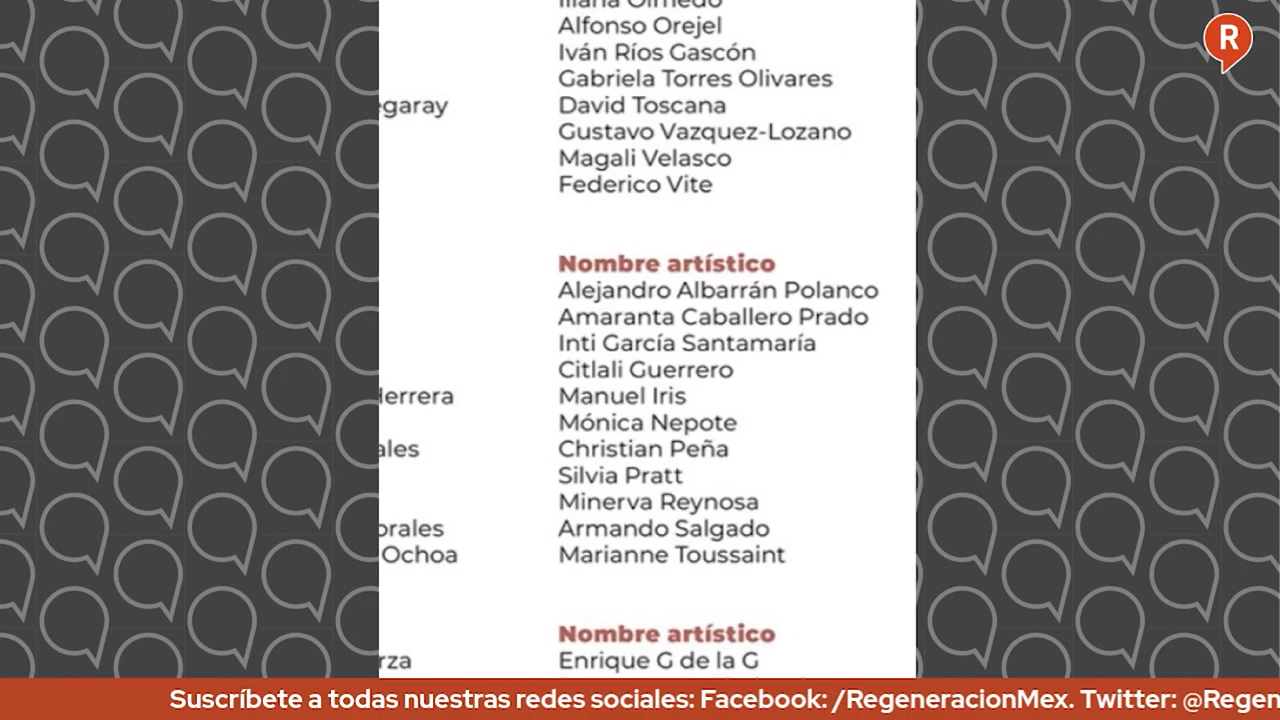 Alfonso Orejel
Iván Ríos Gascón
Gabriela Torres Olivares
egaray David Toscana
Gustavo Vazquez-Lozano
Magali Velasco
Federico Vite
Nombre artístico
Alejandro Albarrán Polanco
Amaranta Caballero Prado
Inti García Santamaría
Citlali Guerrero
Herrera Manuel Iris
Mónica Nepote
ales Christian Peña
Silvia Pratt
Minerva Reynosa
orales Armando Salgado
Ochoa Marianne Toussaint
Nombre artístico
rza Enrique G de la G
R
Suscríbete a todas nuestras redes sociales: Facebook: /RegeneracionMex. Twitter: @Regen